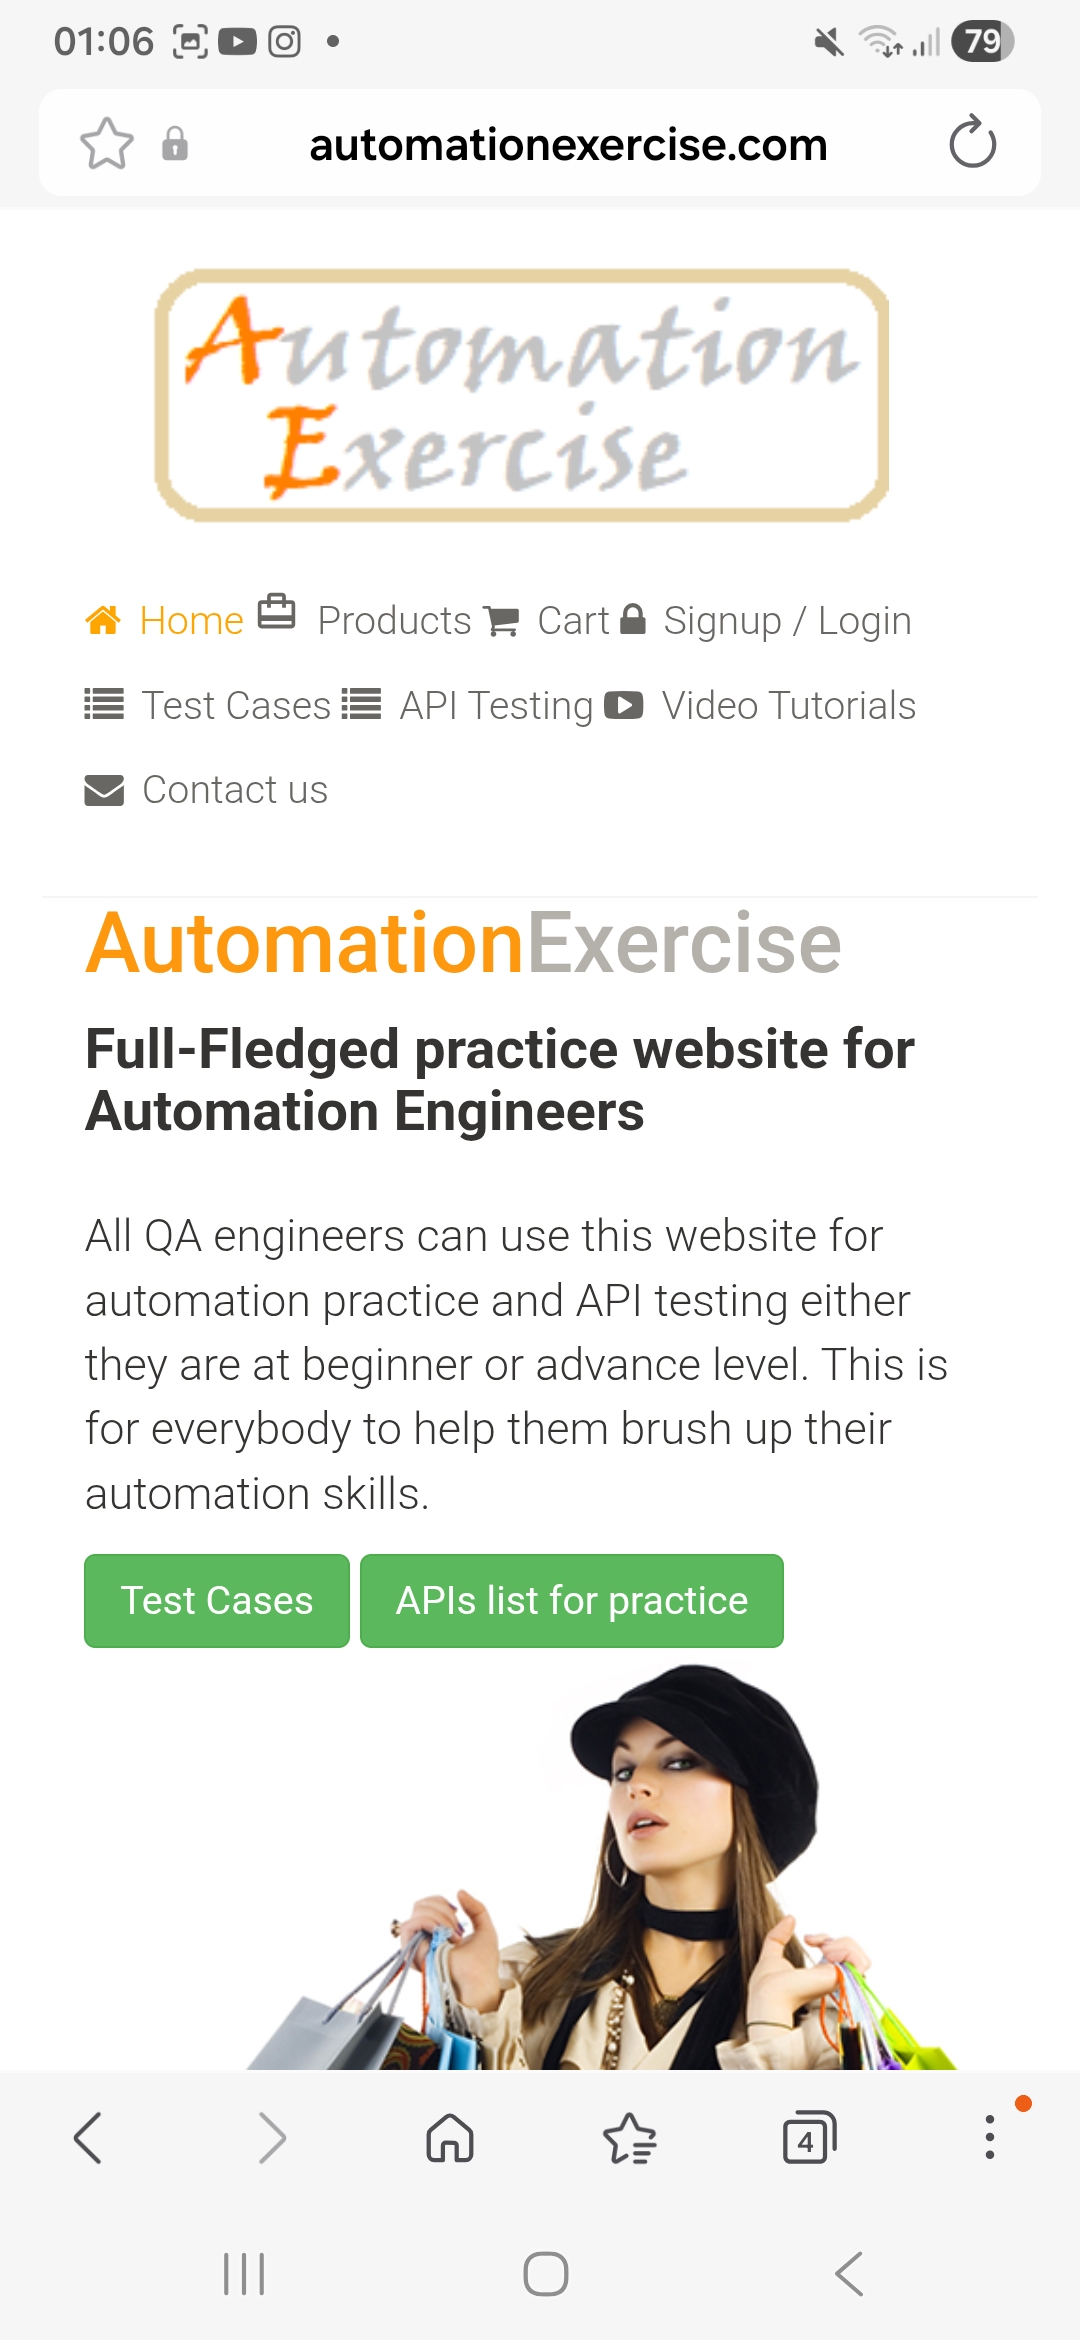 01:06
79
automationexercise.com
Automation
Exercise
Home Products Cart Signup / Login
Test Cases API Testing Video Tutorials
Contact us
AutomationExercise
Full-Fledged practice website for
Automation Engineers
All QA engineers can use this website for
automation practice and API testing either
they are at beginner or advance level. This is
for everybody to help them brush up their
automation skills.
Test Cases APIs list for practice
4